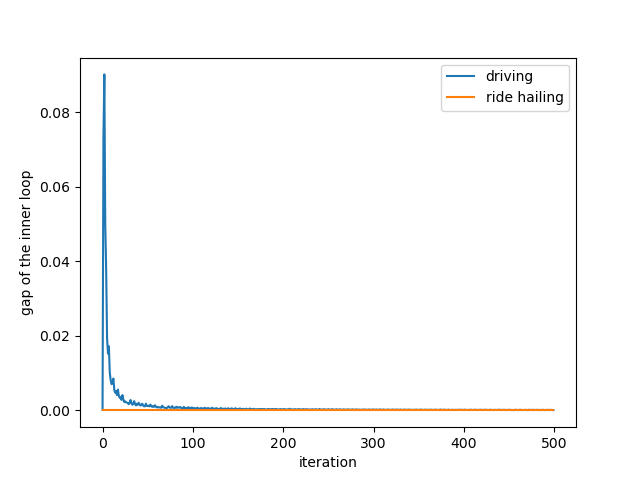 driving
ride hailing
gap of the inner loop
0.08
0.06
0.04
0.02
0.00
0 100 200 300 400 500
iteration